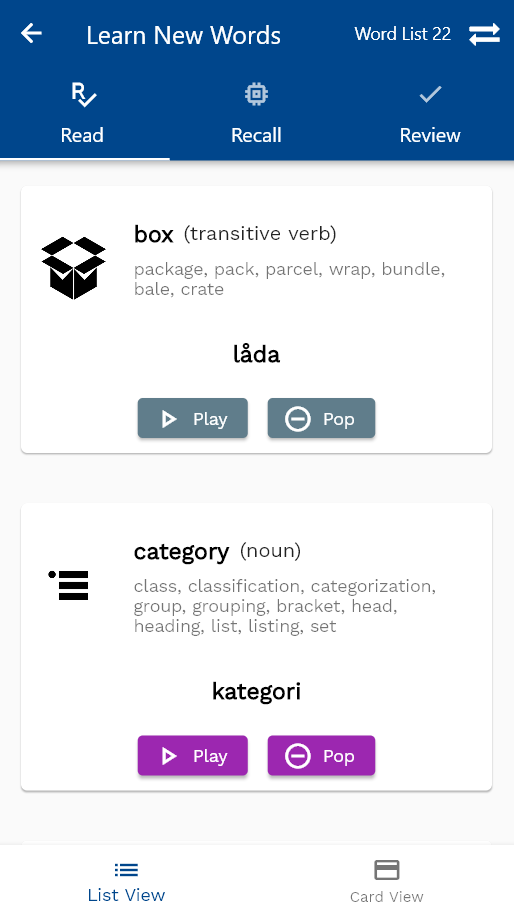 Learn New Words
Word List 22
Read
Recall
Review
box (transitive verb)
package, pack, parcel, wrap, bundle,
bale, crate
låda
Play
Pop
category (noun)
class, classification, categorization,
group, grouping, bracket, head,
heading, list, listing, set
kategori
Play
Pop
List View
Card View